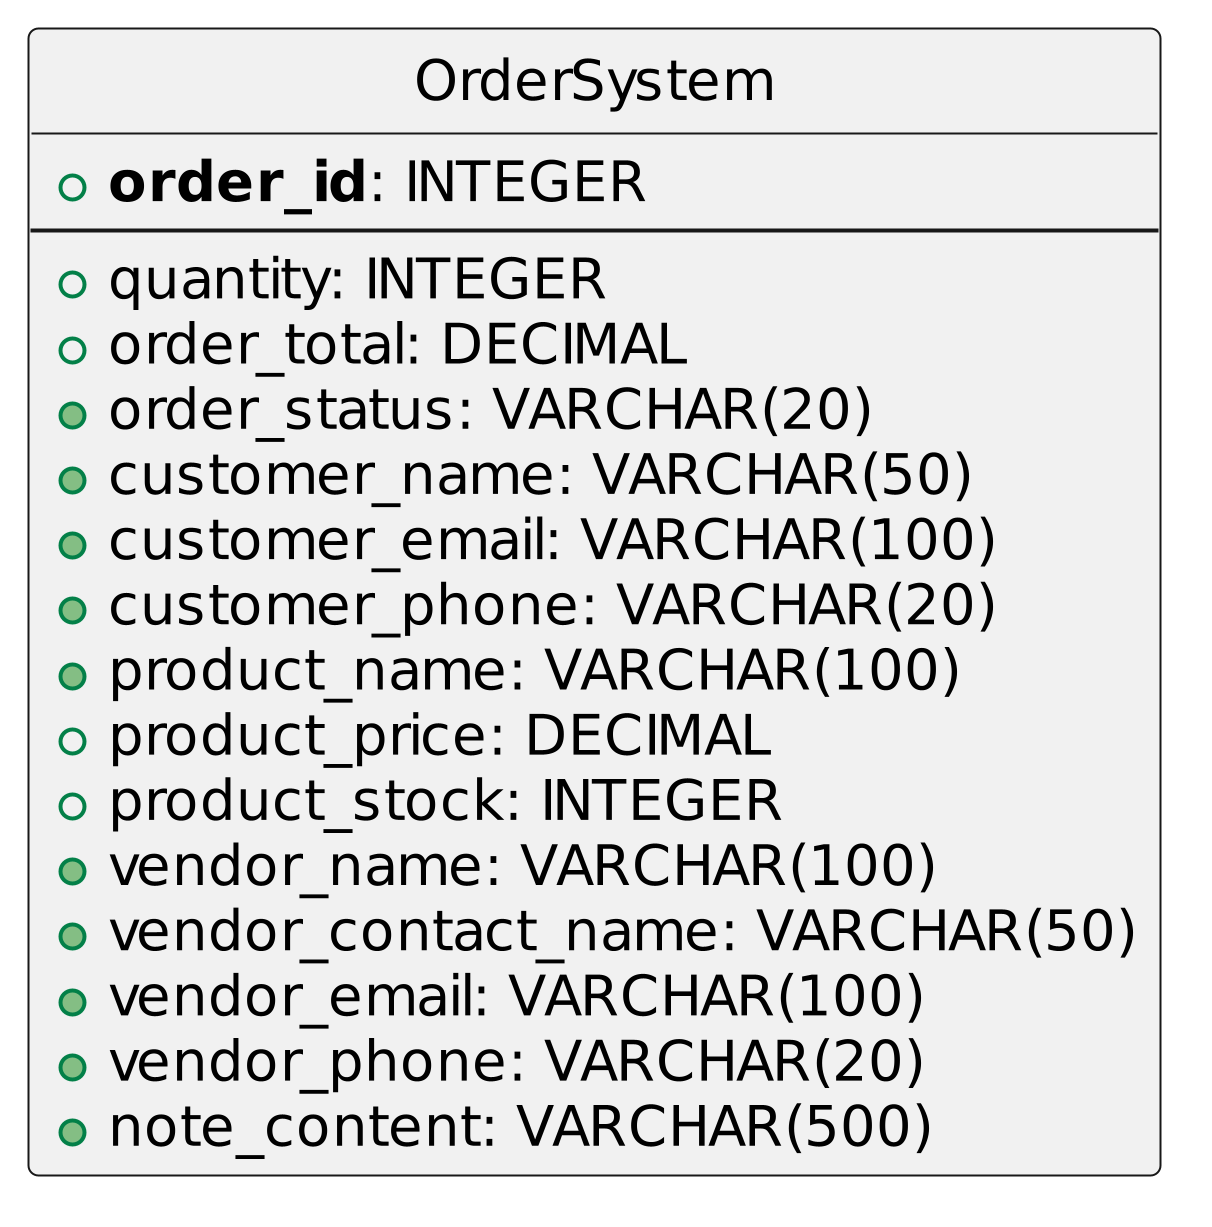 OrderSystem
order_id: INTEGER
quantity: INTEGER
order_total: DECIMAL
order_status: VARCHAR(20)
customer_name: VARCHAR(50)
customer_email: VARCHAR(100)
customer_phone: VARCHAR(20)
product_name: VARCHAR(100)
product_price: DECIMAL
product_stock: INTEGER
vendor_name: VARCHAR(100)
vendor_contact_name: VARCHAR(50)
vendor_email: VARCHAR(100)
vendor_phone: VARCHAR(20)
note_content: VARCHAR(500)